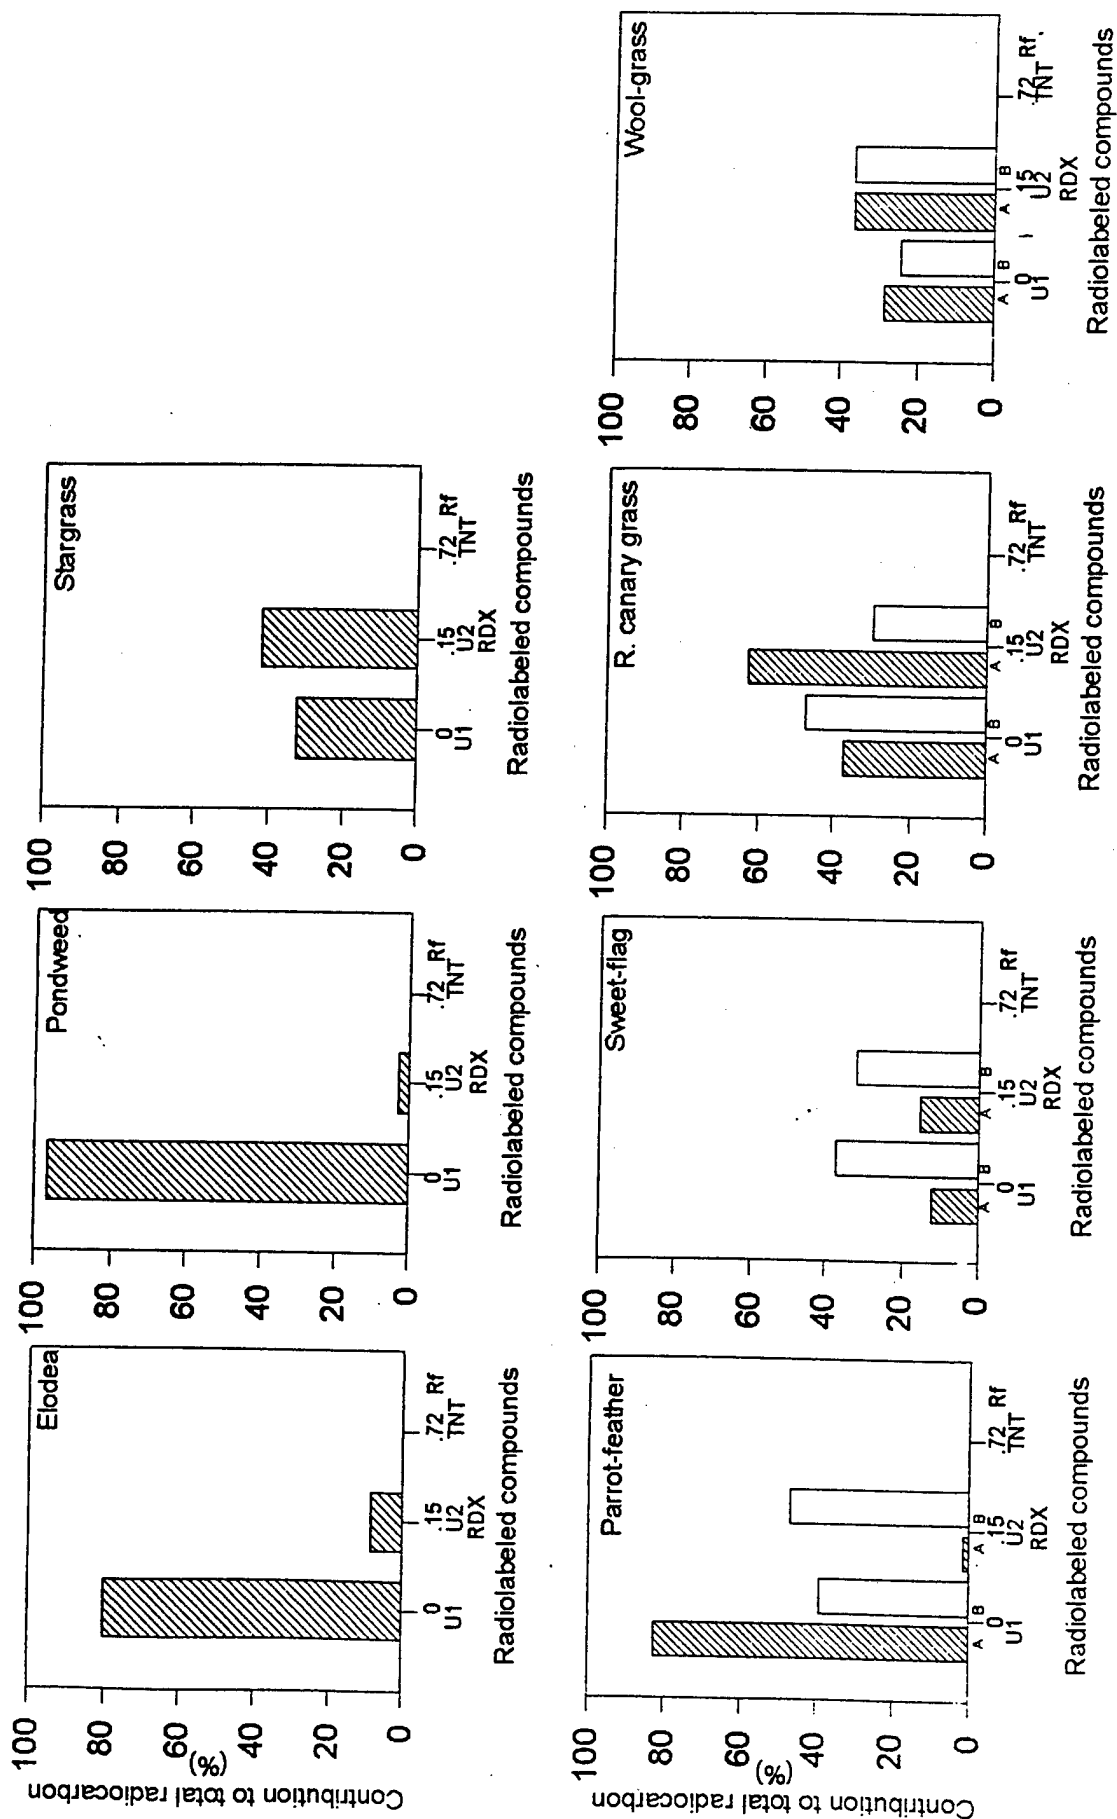 Contribution to total radiocarbon
(%)
Elodea
100
80
60
40
20
0
0 .15 .72 Rf
U1 U2 TNT
RDX
Radiolabeled compounds
Pondweed
100
80
60
40
20
0
0 .15 .72 Rf
U1 U2 TNT
RDX
Radiolabeled compounds
Stargrass
100
80
60
40
20
0
0 .15 .72 Rf
U1 U2 TNT
RDX
Radiolabeled compounds
Contribution to total radiocarbon
(%)
Parrot-feather
100
80
60
40
20
0
A B A B
0 .15 .72 Rf
U1 U2 TNT
RDX
Radiolabeled compounds
Sweet-flag
100
80
60
40
20
0
A B A B
0 .15 .72 Rf
U1 U2 TNT
RDX
Radiolabeled compounds
R. canary grass
100
80
60
40
20
0
A B A B
0 .15 .72 Rf
U1 U2 TNT
RDX
Radiolabeled compounds
Wool-grass
100
80
60
40
20
0
A B A B
0 .15 .72 Rf.
U1 U2 TNT
RDX
Radiolabeled compounds